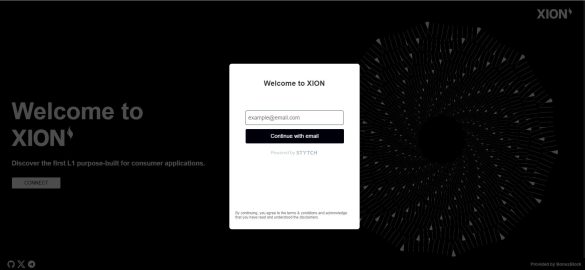 XION
Welcome to
XION
Discover the first L1 purpose-built for consumer applications.
CONNECT
Welcome to XION
example@email.com
Continue with email
Powered by STYTCH
By continuing, you agree to the terms & conditions and acknowledge
that you have read and understood the disclaimers.
Provided by BonusBlock